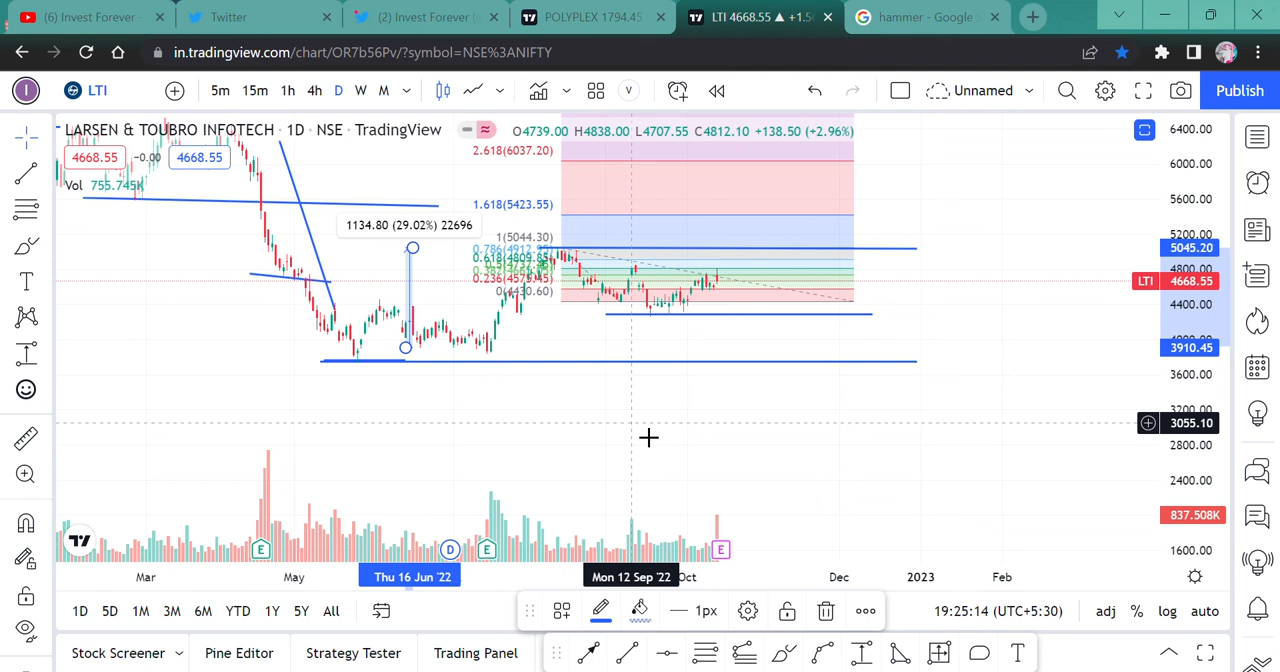 (6) Invest Forever -
Twitter
(2) Invest Forever (
POLYPLEX 1794.45
LTI 4668.55 ▲ +1.5
hammer - Google S
in.tradingview.com/chart/OR7b56Pv/?symbol=NSE%3ANIFTY
I
LTI
5m 15m 1h 4h D W M
V
Unnamed
Publish
LARSEN & TOUBRO INFOTECH · 1D · NSE · TradingView
O4739.00 H4838.00 L4707.55 C4812.10 +138.50 (+2.96%)
4668.55 -0.00 4668.55
Vol 755.745K
2.618(6037.20)
1.618(5423.55)
1134.80 (29.02%) 22696
1(5044.30)
0.618(4809.85)
0.236(4575.45)
0(4430.60)
6400.00
6000.00
5600.00
5200.00
5045.20
4800.00
LTI 4668.55
4400.00
4000.00
3910.45
3600.00
3200.00
3055.10
2800.00
2400.00
837.508K
1600.00
E
D
E
E
Mar
May
Thu 16 Jun '22
Mon 12 Sep '22
Oct
Dec
2023
Feb
1D 5D 1M 3M 6M YTD 1Y 5Y All
1px
19:25:14 (UTC+5:30)
adj % log auto
Stock Screener
Pine Editor
Strategy Tester
Trading Panel